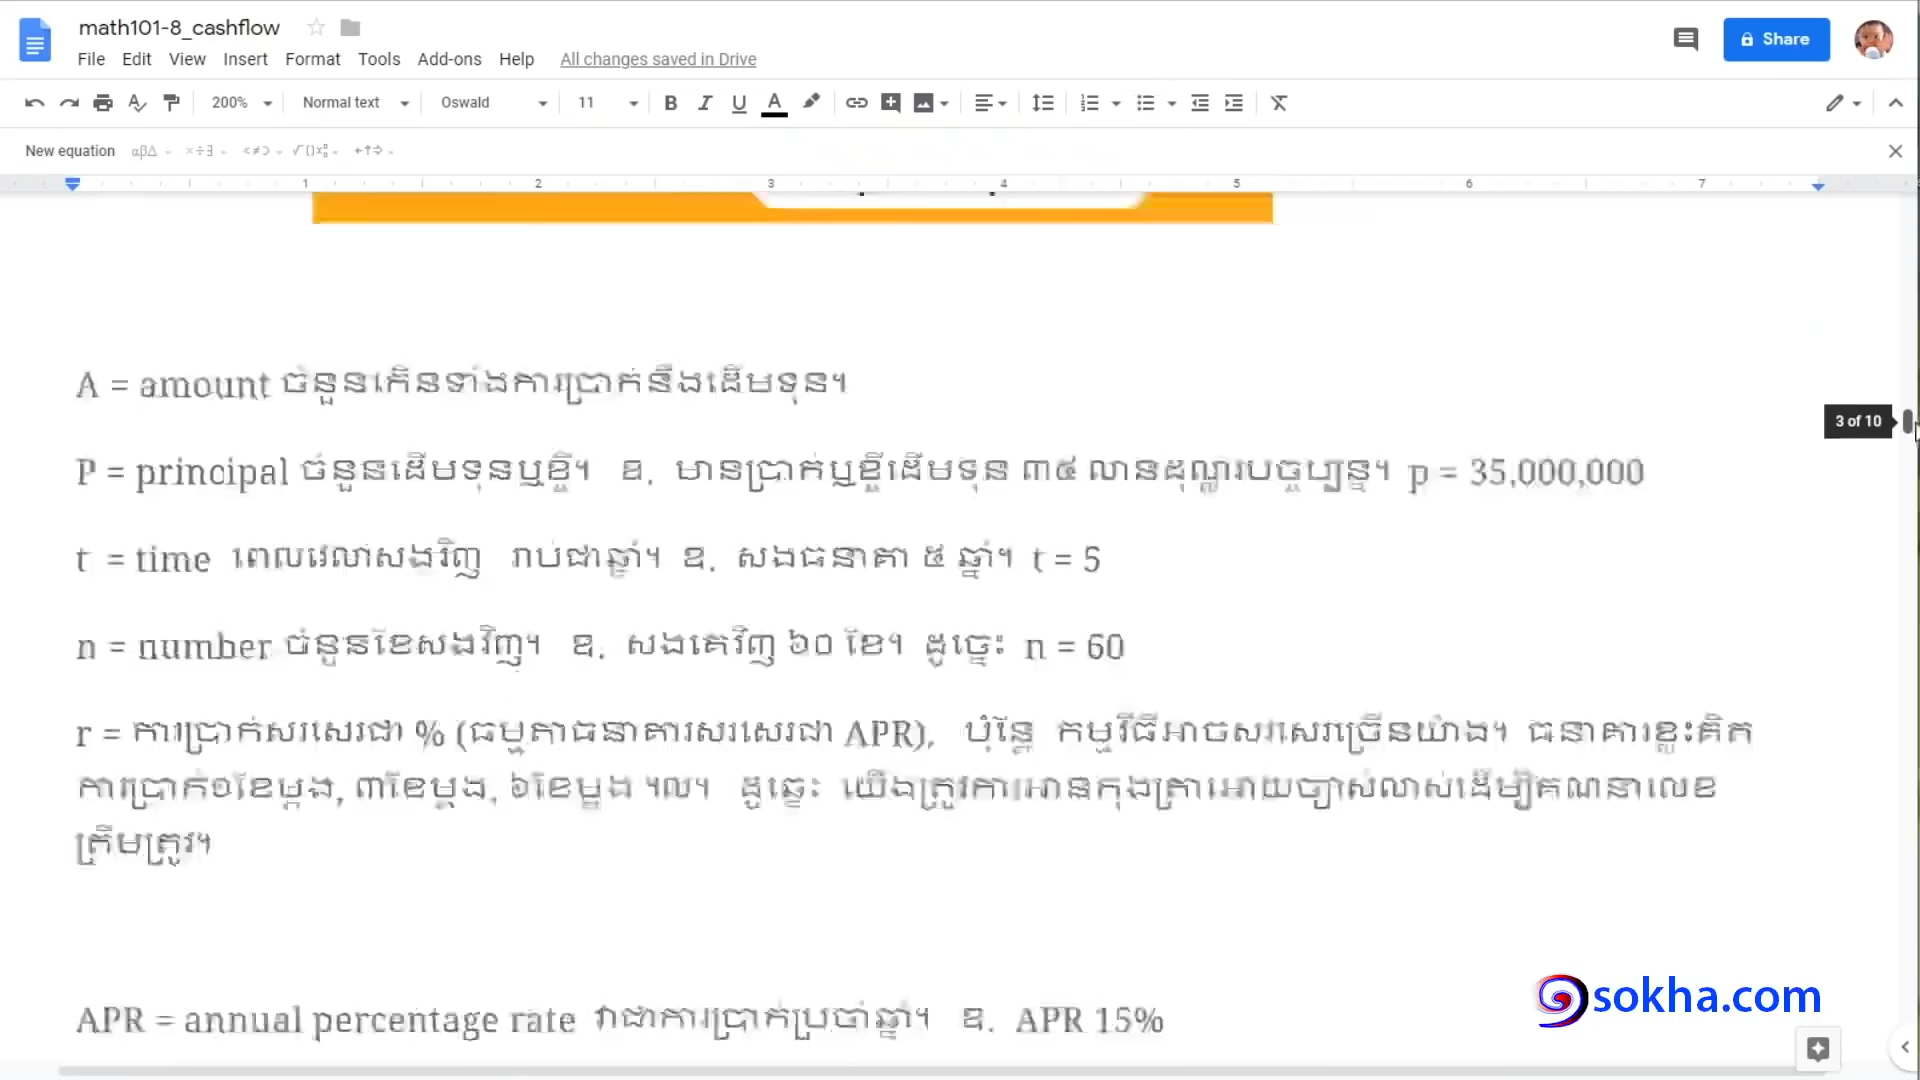 math101-8_cashflow
File Edit View Insert Format Tools Add-ons Help All changes saved in Drive
Share
200% Normal text Oswald 11
New equation
1 2 3 4 5 6 7
A = amount ចំនួនកើនទាំងការប្រាក់នឹងដើមទុន។
3 of 10
P = principal ចំនួនដើមទុនឬខ្ចី។ ឧ. មានប្រាក់ឬខ្ចីដើមទុន ៣៥ លានដុល្លារបច្ចុប្បន្ន។ p = 35,000,000
t = time ពេលវេលាសងវិញ រាប់ជាឆ្នាំ។ ឧ. សងធនាគា ៥ ឆ្នាំ។ t = 5
n = number ចំនួនខែសងវិញ។ ឧ. សងគេវិញ ៦០ ខែ។ ដូច្នេះ n = 60
r = ការប្រាក់សរសេរជា % (ធម្មតាធនាគារសរសេរជា APR), ប៉ុន្តែ កម្មវិធីអាចសរសេរច្រើនយ៉ាង។ ធនាគារខ្លះគិត
ការប្រាក់១ខែម្តង, ៣ខែម្តង, ៦ខែម្តង ។ល។ ដូច្នេះ យើងត្រូវការអានកុងត្រាអោយច្បាស់លាស់ដើម្បីគណនាលេខ
ត្រឹមត្រូវ។
sokha.com
APR = annual percentage rate វាជាការប្រាក់ប្រចាំឆ្នាំ។ ឧ. APR 15%